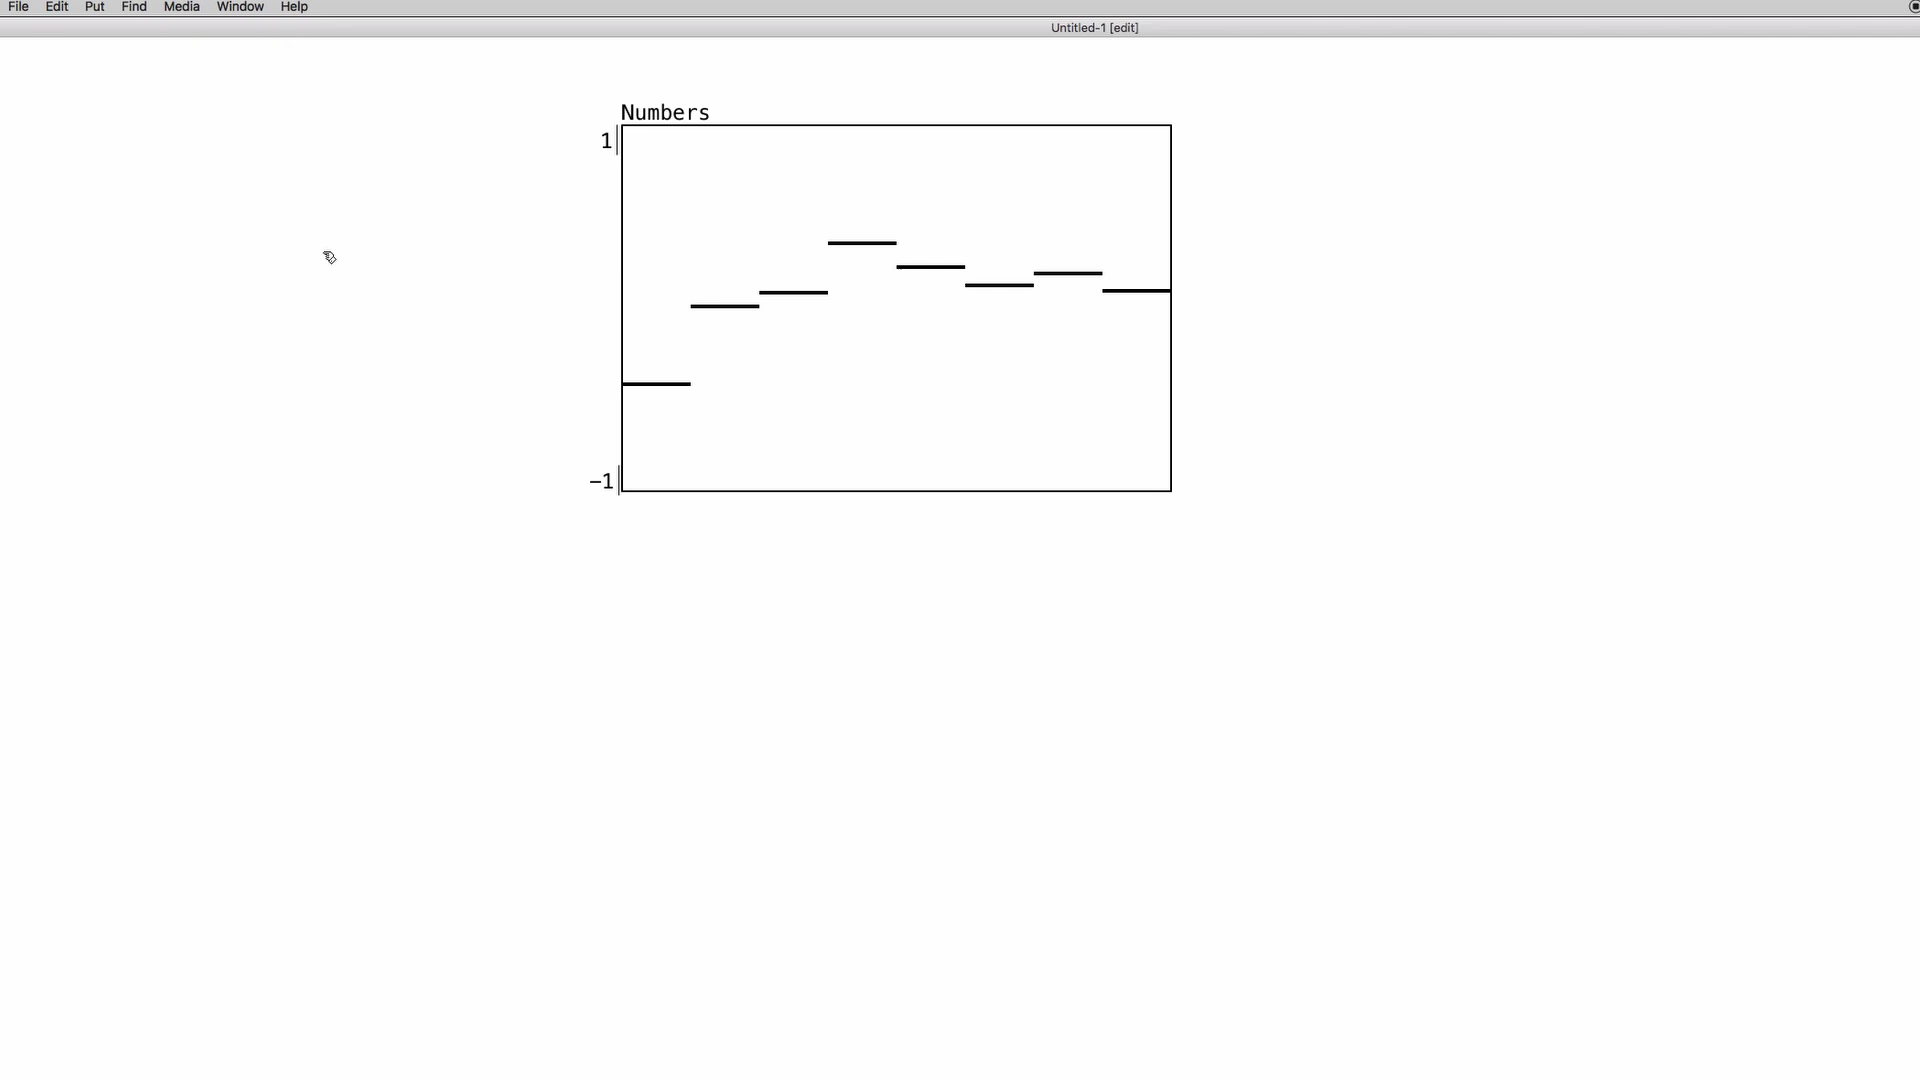 File Edit Put Find Media Window Help
Untitled-1 [edit]
Numbers
1
−1